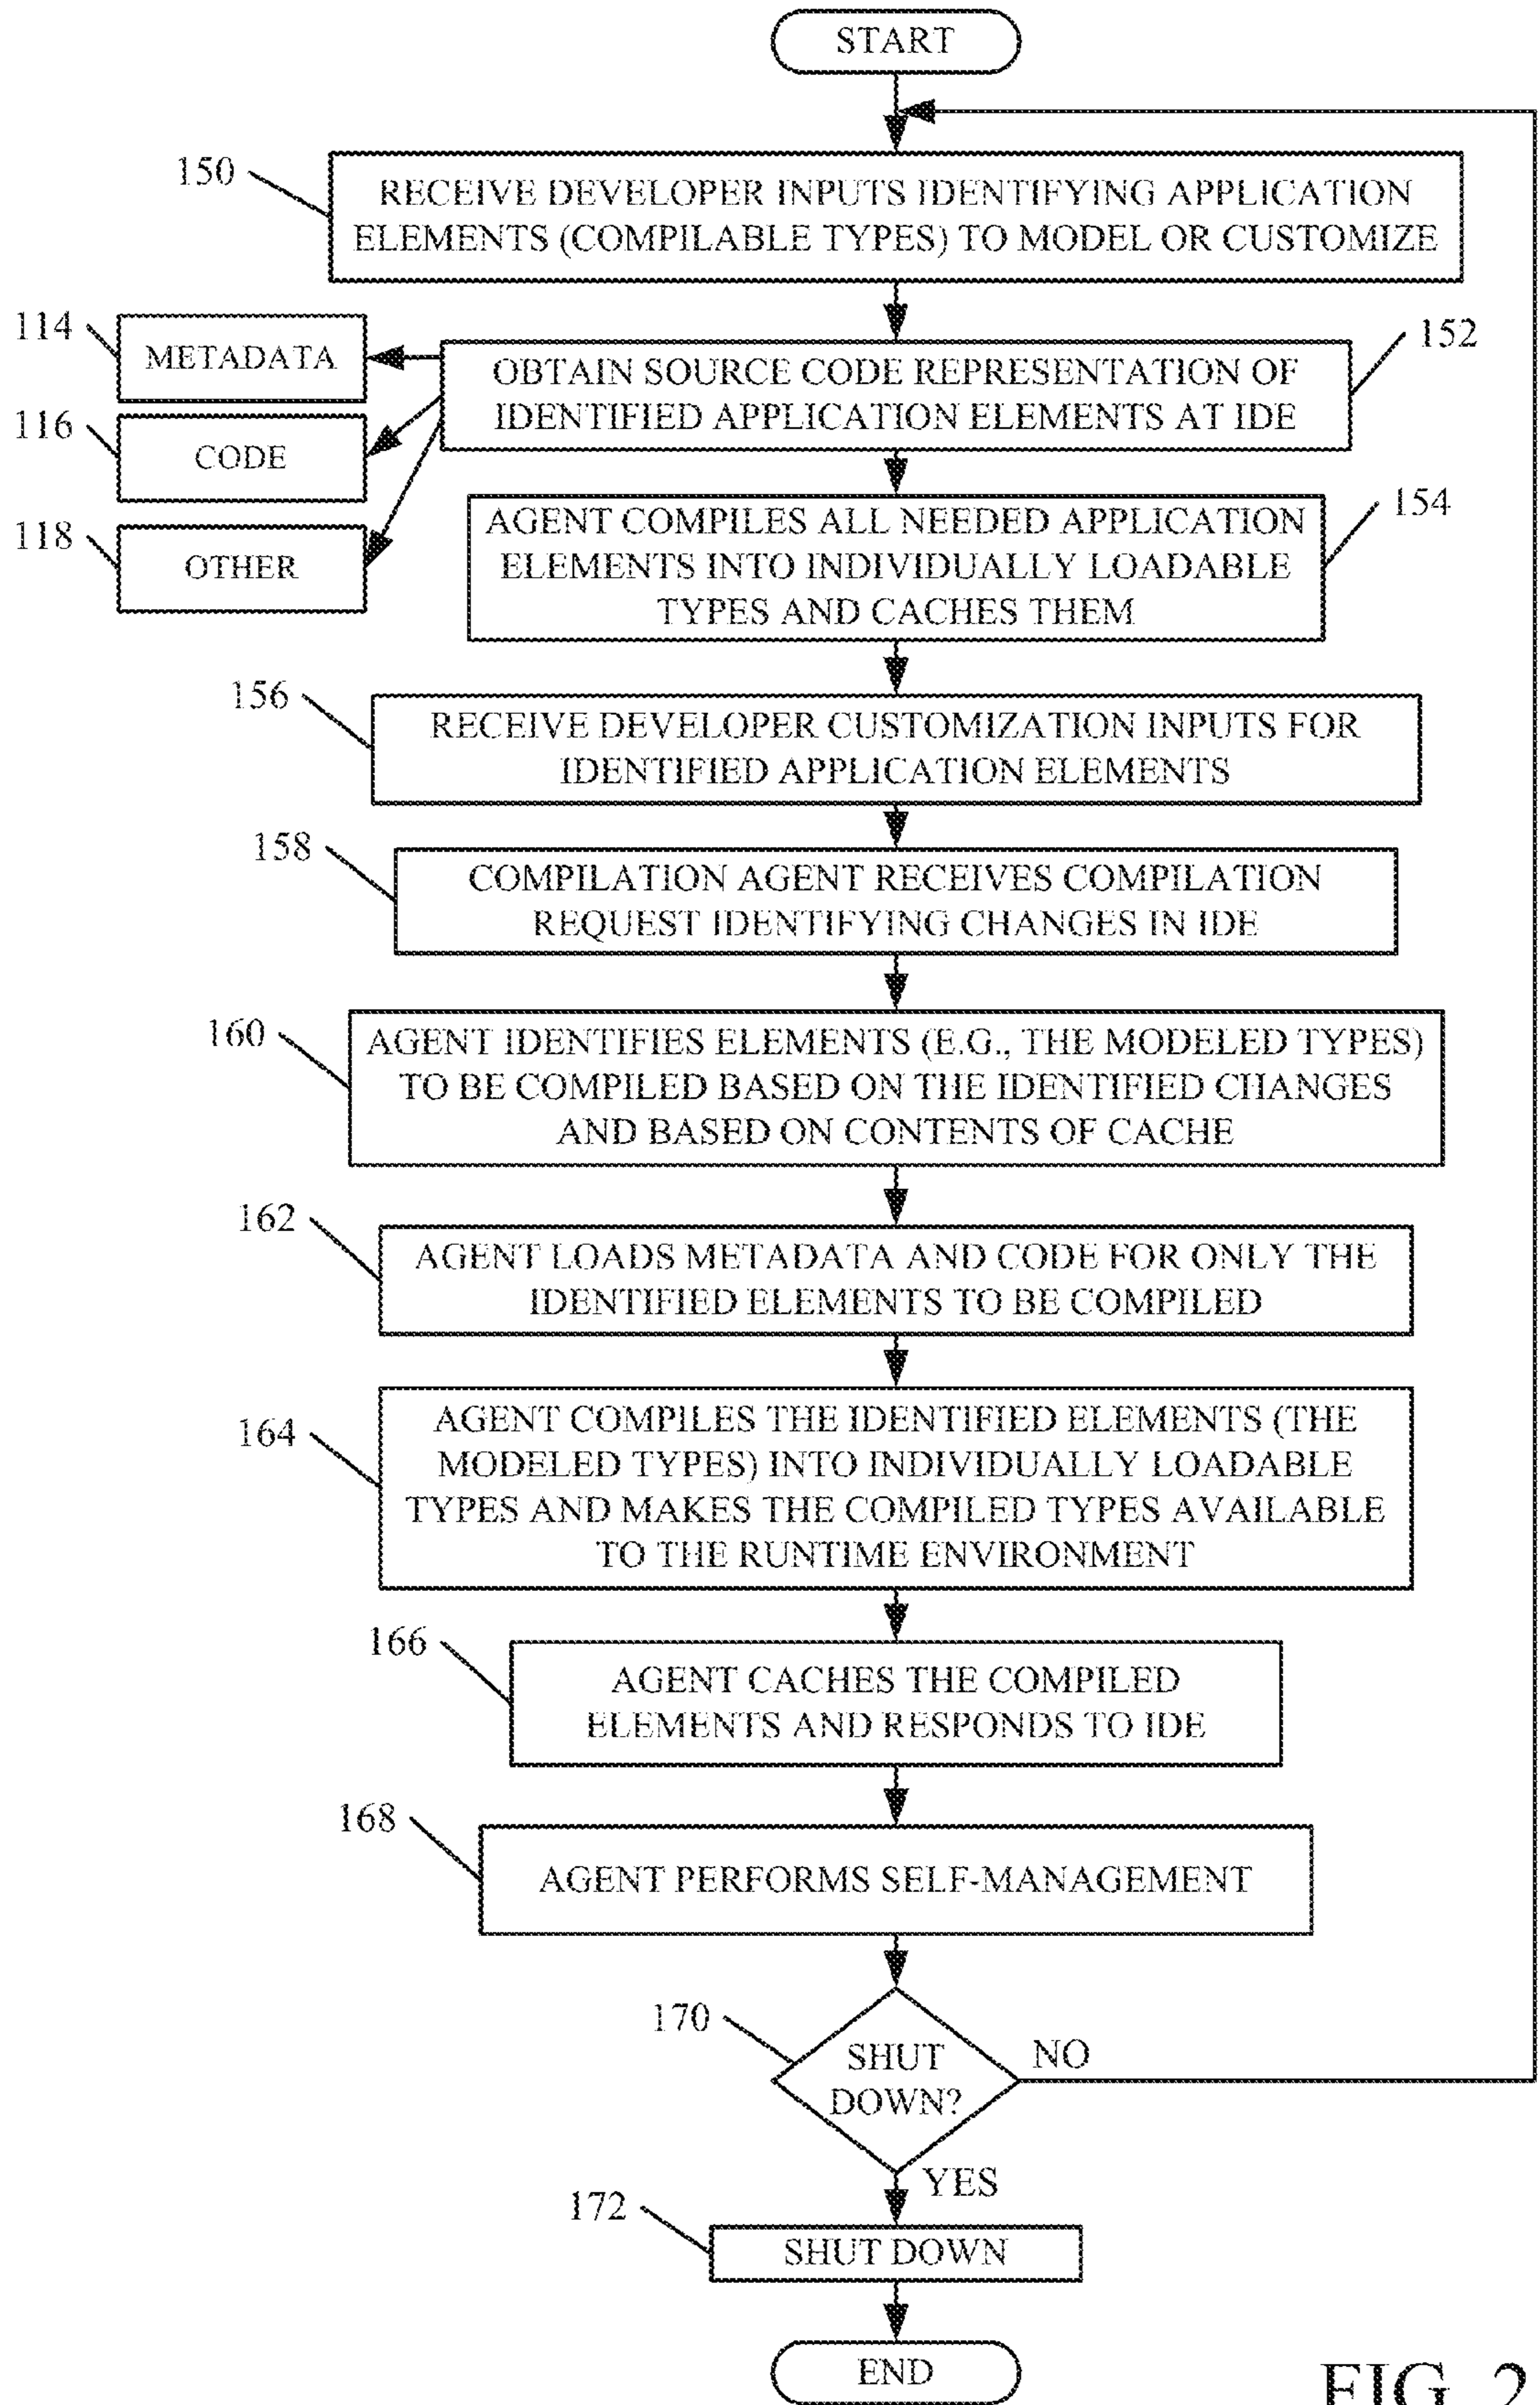 START
150
RECEIVE DEVELOPER INPUTS IDENTIFYING APPLICATION
ELEMENTS (COMPILABLE TYPES) TO MODEL OR CUSTOMIZE
114
METADATA
152
OBTAIN SOURCE CODE REPRESENTATION OF
IDENTIFIED APPLICATION ELEMENTS AT IDE
116
CODE
118
OTHER
154
AGENT COMPILES ALL NEEDED APPLICATION
ELEMENTS INTO INDIVIDUALLY LOADABLE
TYPES AND CACHES THEM
156
RECEIVE DEVELOPER CUSTOMIZATION INPUTS FOR
IDENTIFIED APPLICATION ELEMENTS
158
COMPILATION AGENT RECEIVES COMPILATION
REQUEST IDENTIFYING CHANGES IN IDE
160
AGENT IDENTIFIES ELEMENTS (E.G., THE MODELED TYPES)
TO BE COMPILED BASED ON THE IDENTIFIED CHANGES
AND BASED ON CONTENTS OF CACHE
162
AGENT LOADS METADATA AND CODE FOR ONLY THE
IDENTIFIED ELEMENTS TO BE COMPILED
164
AGENT COMPILES THE IDENTIFIED ELEMENTS (THE
MODELED TYPES) INTO INDIVIDUALLY LOADABLE
TYPES AND MAKES THE COMPILED TYPES AVAILABLE
TO THE RUNTIME ENVIRONMENT
166
AGENT CACHES THE COMPILED
ELEMENTS AND RESPONDS TO IDE
168
AGENT PERFORMS SELF-MANAGEMENT
170
SHUT
DOWN?
NO
YES
172
SHUT DOWN
END
FIG. 2